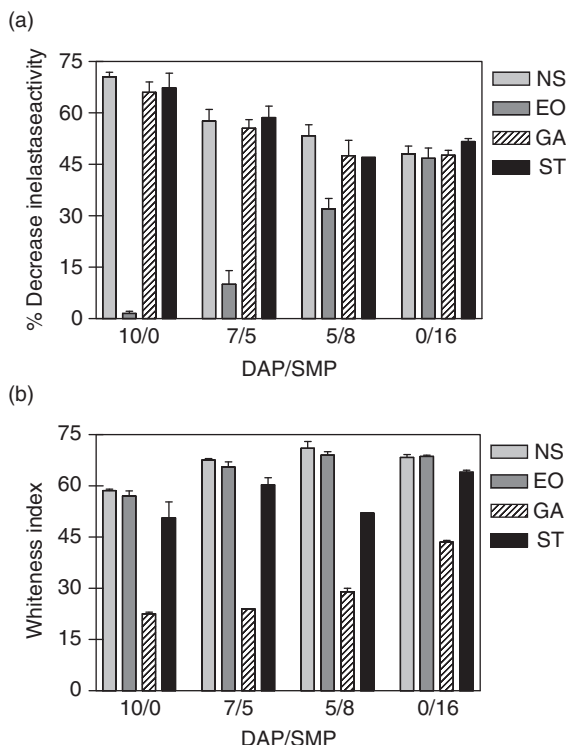 (a)
% Decrease inelastaseactivity
75
60
45
30
15
0
10/0 7/5 5/8 0/16
DAP/SMP
NS
EO
GA
ST
(b)
Whiteness index
75
60
45
30
15
0
10/0 7/5 5/8 0/16
DAP/SMP
NS
EO
GA
ST